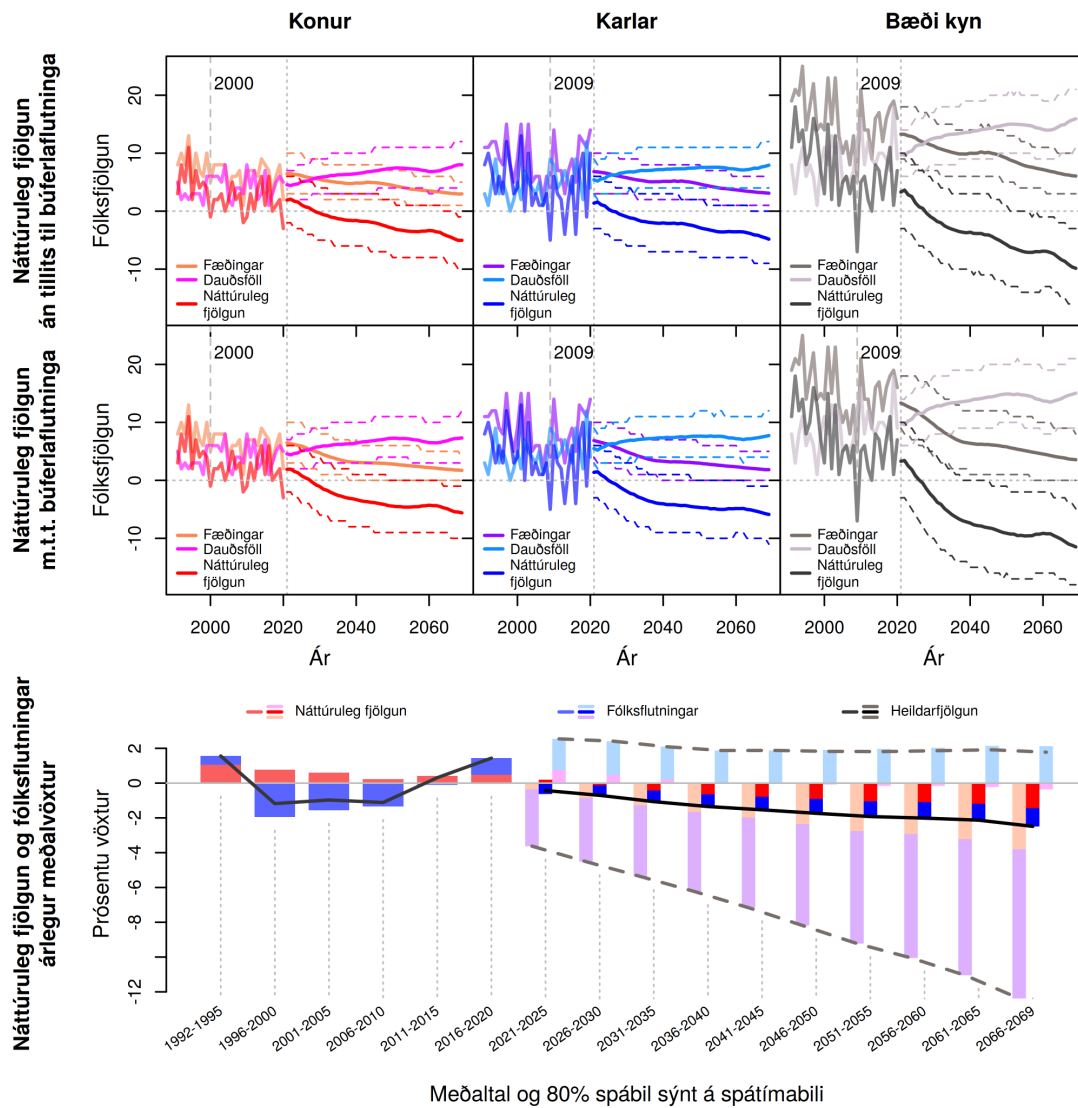 Konur
Karlar
Bæði kyn
Náttúruleg fjölgun
án tillits til búferlaflutninga
Fólksfjölgun
20
10
0
-10
2000
Fæðingar
Dauðsföll
Náttúruleg
fjölgun
2009
Fæðingar
Dauðsföll
Náttúruleg
fjölgun
2009
Fæðingar
Dauðsföll
Náttúruleg
fjölgun
Náttúruleg fjölgun
m.t.t. búferlaflutninga
Fólksfjölgun
20
10
0
-10
2000
Fæðingar
Dauðsföll
Náttúruleg
fjölgun
2009
Fæðingar
Dauðsföll
Náttúruleg
fjölgun
2009
Fæðingar
Dauðsföll
Náttúruleg
fjölgun
2000 2020 2040 2060
2000 2020 2040 2060
2000 2020 2040 2060
Ár
Ár
Ár
Náttúruleg fjölgun og fólksflutningar
árlegur meðalvöxtur
Prósentu vöxtur
Náttúruleg fjölgun
Fólksflutningar
Heildarfjölgun
2
0
-2
-4
-6
-8
-12
1992-1995
1996-2000
2001-2005
2006-2010
2011-2015
2016-2020
2021-2025
2026-2030
2031-2035
2036-2040
2041-2045
2046-2050
2051-2055
2056-2060
2061-2065
2066-2069
Meðaltal og 80% spábil sýnt á spátímabili